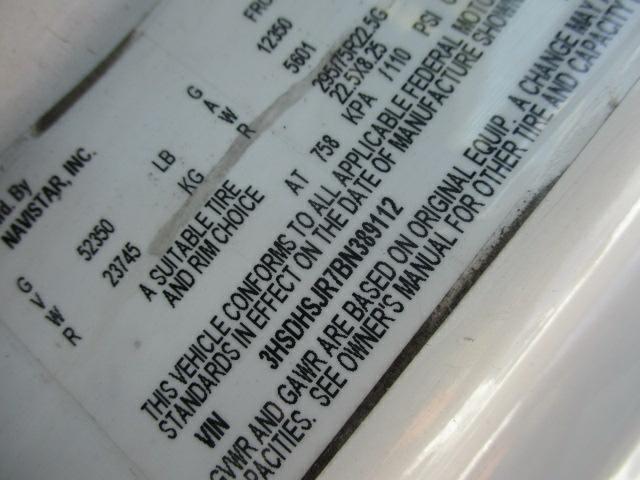 d. By
NAVISTAR, INC.
G V W R
52350 LB
23745 KG
G A W R
12350
5601
A SUITABLE TIRE
AND RIM CHOICE
295/75R22.5G
22.5X8.25
AT 758 KPA /110 PSI
THIS VEHICLE CONFORMS TO ALL APPLICABLE FEDERAL MOTOR
STANDARDS IN EFFECT ON THE DATE OF MANUFACTURE SHOWN
VIN 3HSDHSJR7BN389112
GVWR AND GAWR ARE BASED ON ORIGINAL EQUIP. A CHANGE MAY
CAPACITIES. SEE OWNER'S MANUAL FOR OTHER TIRE AND CAPACITY